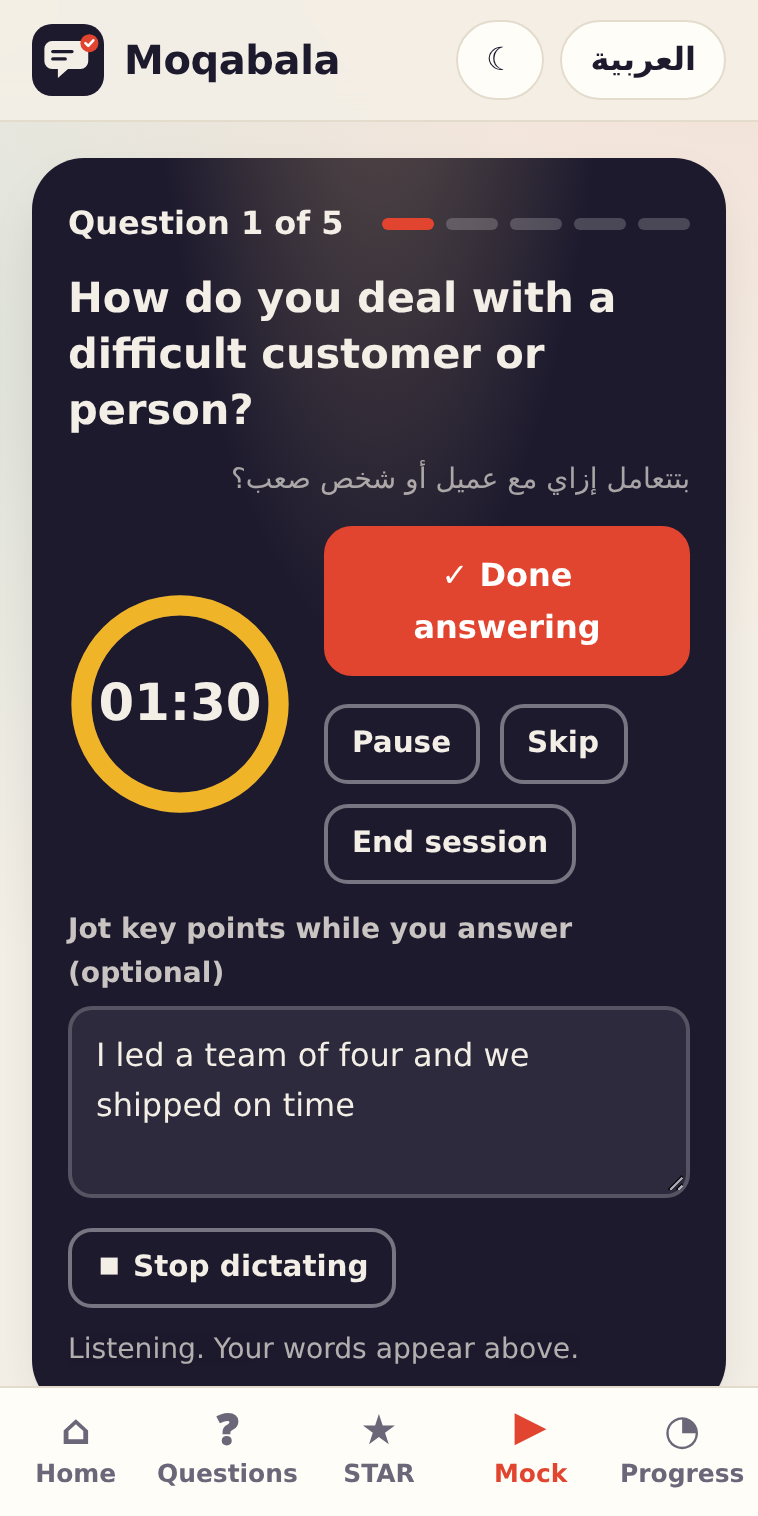 Moqabala
☾
العربية
Question 1 of 5
How do you deal with a
difficult customer or
person?
بتتعامل إزاي مع عميل أو شخص صعب؟
✓ Done
answering
01:30
Pause
Skip
End session
Jot key points while you answer
(optional)
I led a team of four and we
shipped on time
■ Stop dictating
Listening. Your words appear above.
Home
Questions
STAR
Mock
Progress